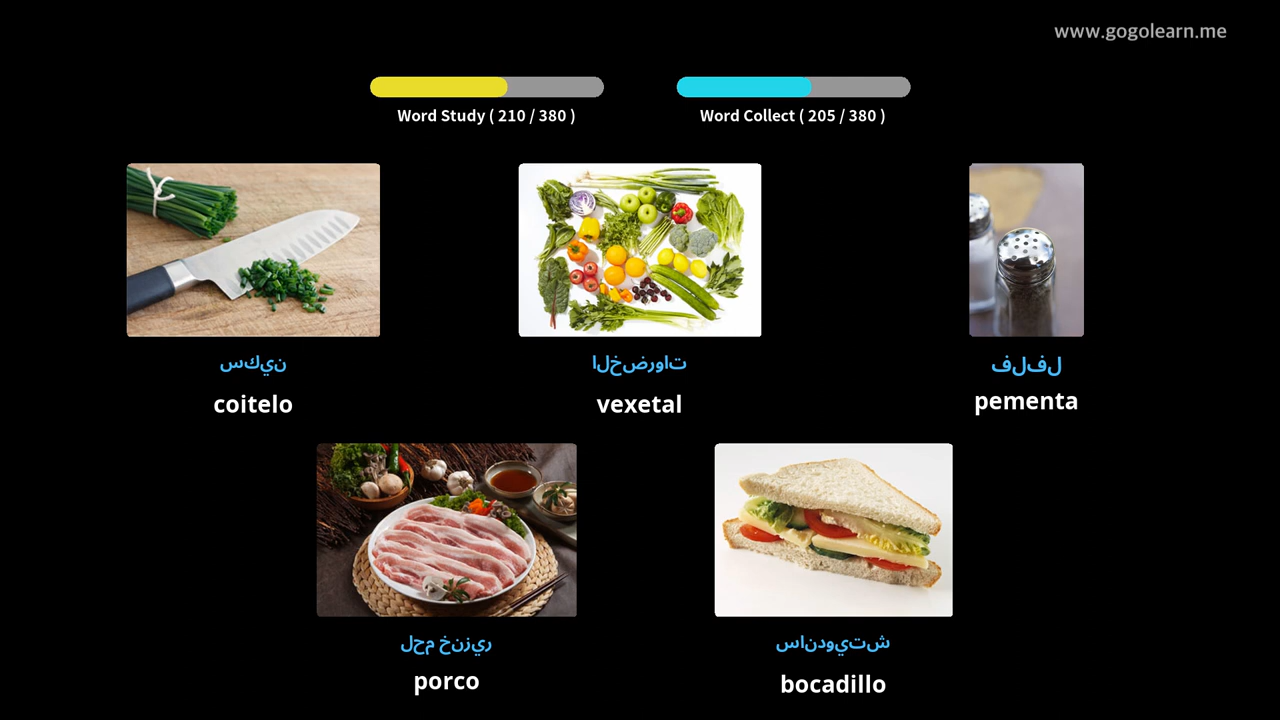 www.gogolearn.me
Word Study ( 210 / 380 )
Word Collect ( 205 / 380 )
سكين
coitelo
الخضروات
vexetal
فلفل
pementa
لحم خنزير
porco
ساندويتش
bocadillo